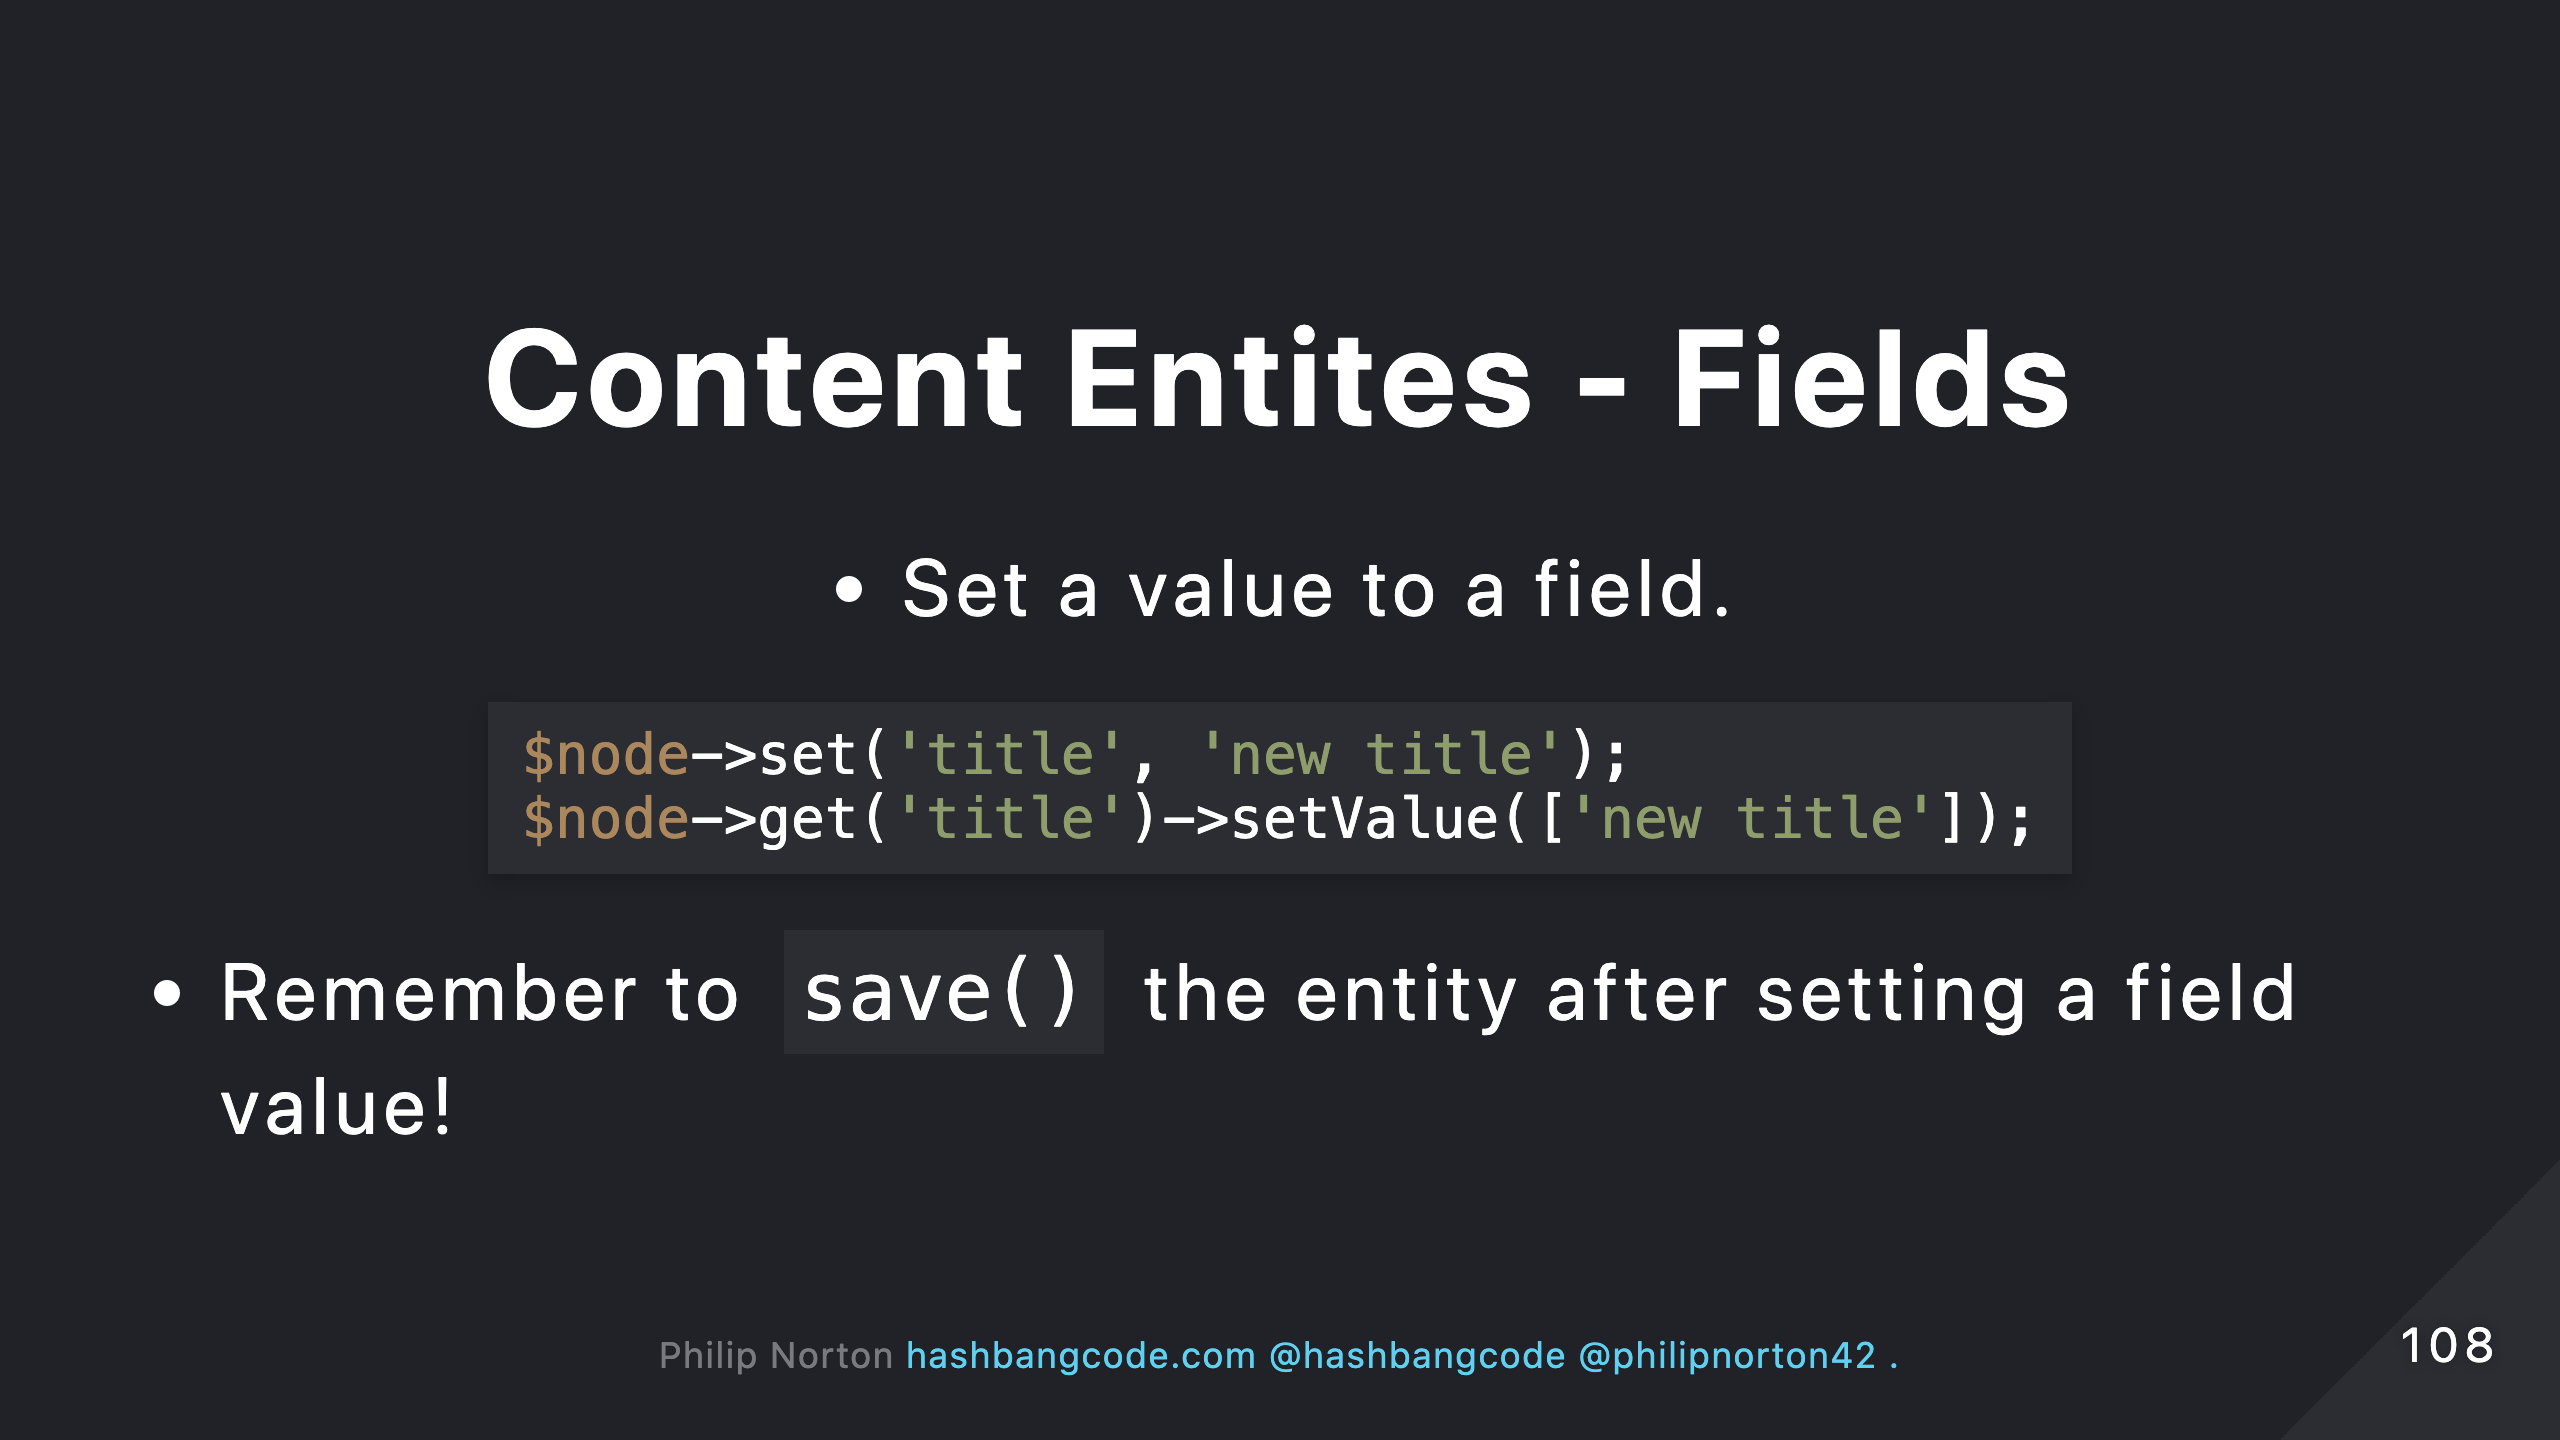 Content Entites - Fields
• Set a value to a field.
$node->set('title', 'new title');
$node->get('title')->setValue(['new title']);
• Remember to save() the entity after setting a field
value!
Philip Norton hashbangcode.com @hashbangcode @philipnorton42 .
108